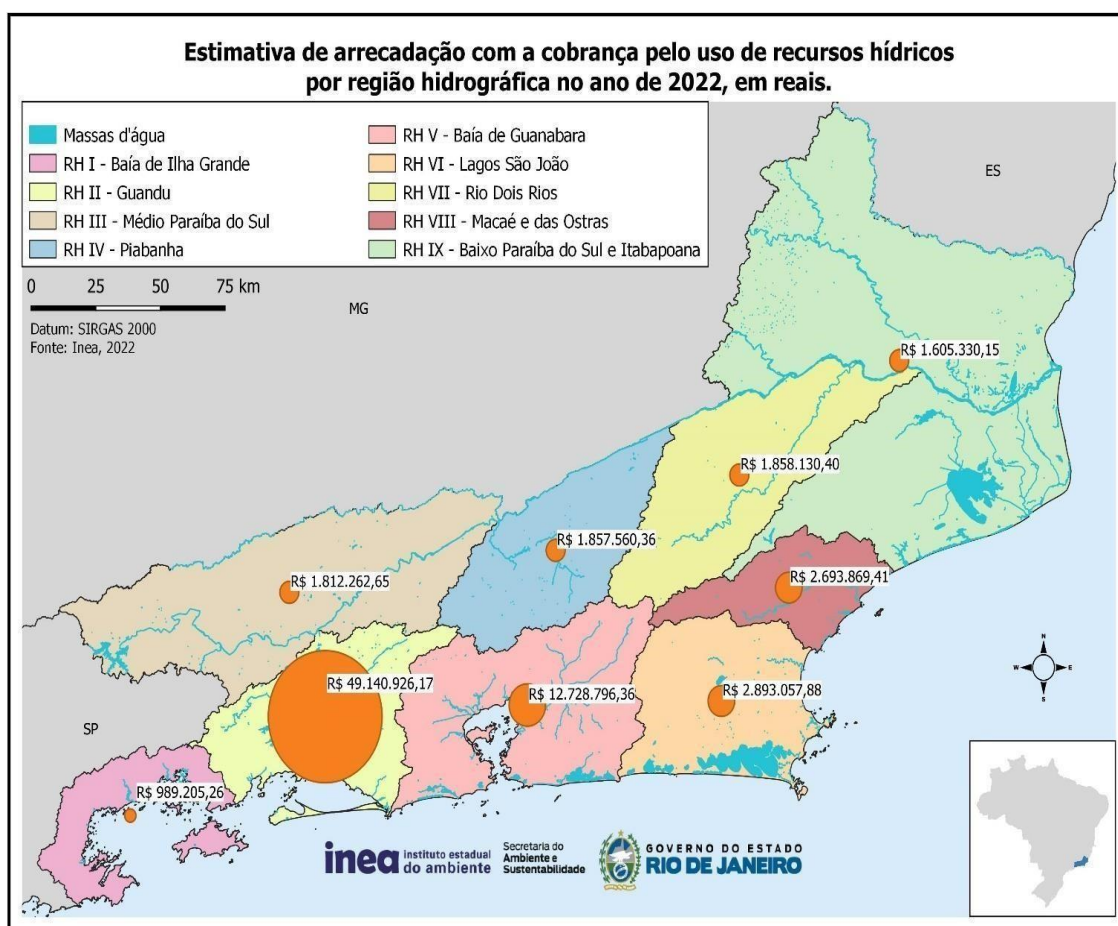 Estimativa de arrecadação com a cobrança pelo uso de recursos hídricos
por região hidrográfica no ano de 2022, em reais.
Massas d'água
RH I - Baía de Ilha Grande
RH II - Guandu
RH III - Médio Paraíba do Sul
RH IV - Piabanha
RH V - Baía de Guanabara
RH VI - Lagos São João
RH VII - Rio Dois Rios
RH VIII - Macaé e das Ostras
RH IX - Baixo Paraíba do Sul e Itabapoana
ES
0 25 50 75 km
MG
Datum: SIRGAS 2000
Fonte: Inea, 2022
R$ 1.605.330,15
R$ 1.858.130,40
R$ 1.857.560,36
R$ 1.812.262,65
R$ 2.693.869,41
R$ 49.140.926,17
R$ 12.728.796,36
R$ 2.893.057,88
SP
R$ 989.205,26
N
W E
S
inea instituto estadual
do ambiente
Secretaria do
Ambiente e
Sustentabilidade
GOVERNO DO ESTADO
RIO DE JANEIRO